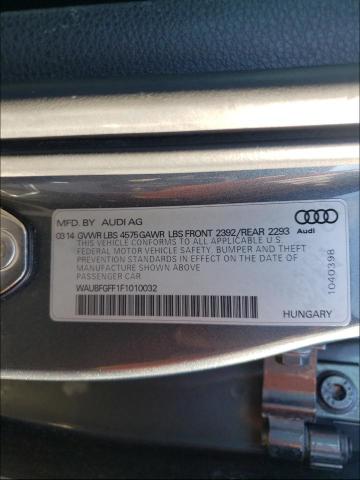 MFD. BY AUDI AG
03 14 GVWR LBS 4575 GAWR LBS FRONT 2392/REAR 2293
THIS VEHICLE CONFORMS TO ALL APPLICABLE U.S.
FEDERAL MOTOR VEHICLE SAFETY, BUMPER AND THEFT
PREVENTION STANDARDS IN EFFECT ON THE DATE OF
MANUFACTURE SHOWN ABOVE
PASSENGER CAR
WAUBFGFF1F1010032
Audi
1040398
HUNGARY